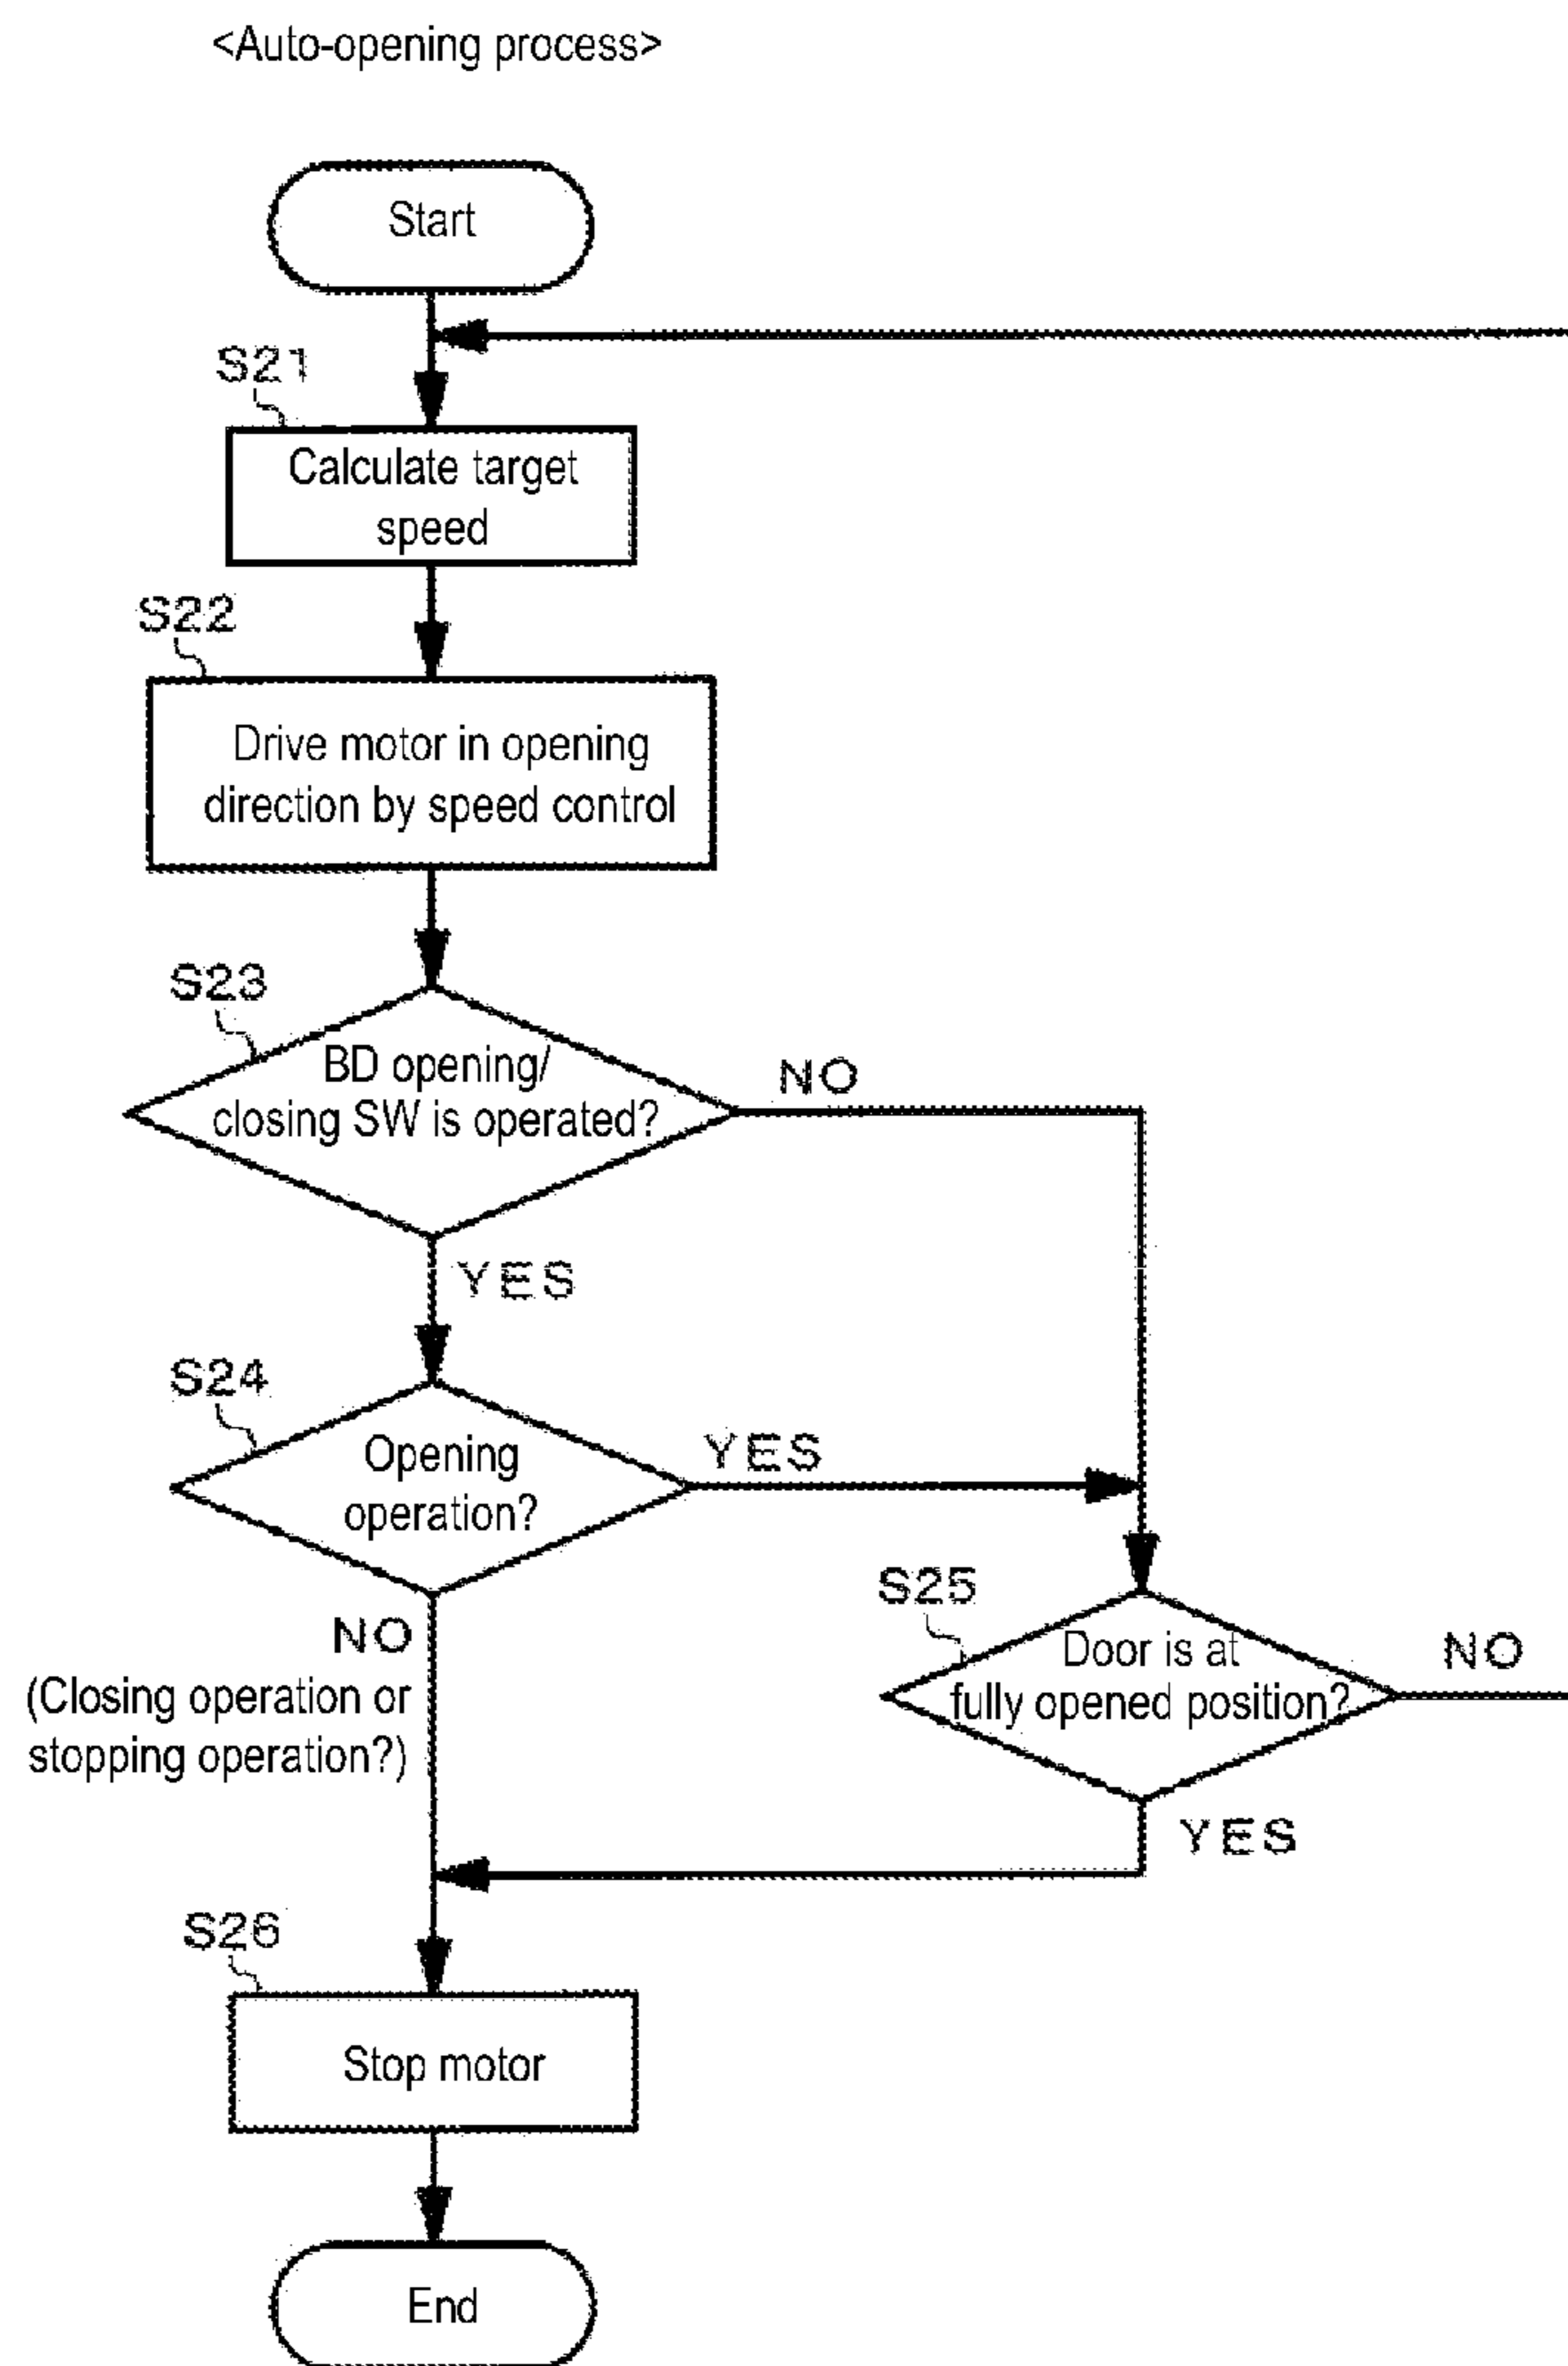 <Auto-opening process>
Start
S21
Calculate target
speed
S22
Drive motor in opening
direction by speed control
S23
BD opening/
closing SW is operated?
NO
YES
S24
Opening
operation?
YES
NO
(Closing operation or
stopping operation?)
S25
Door is at
fully opened position?
NO
YES
S26
Stop motor
End